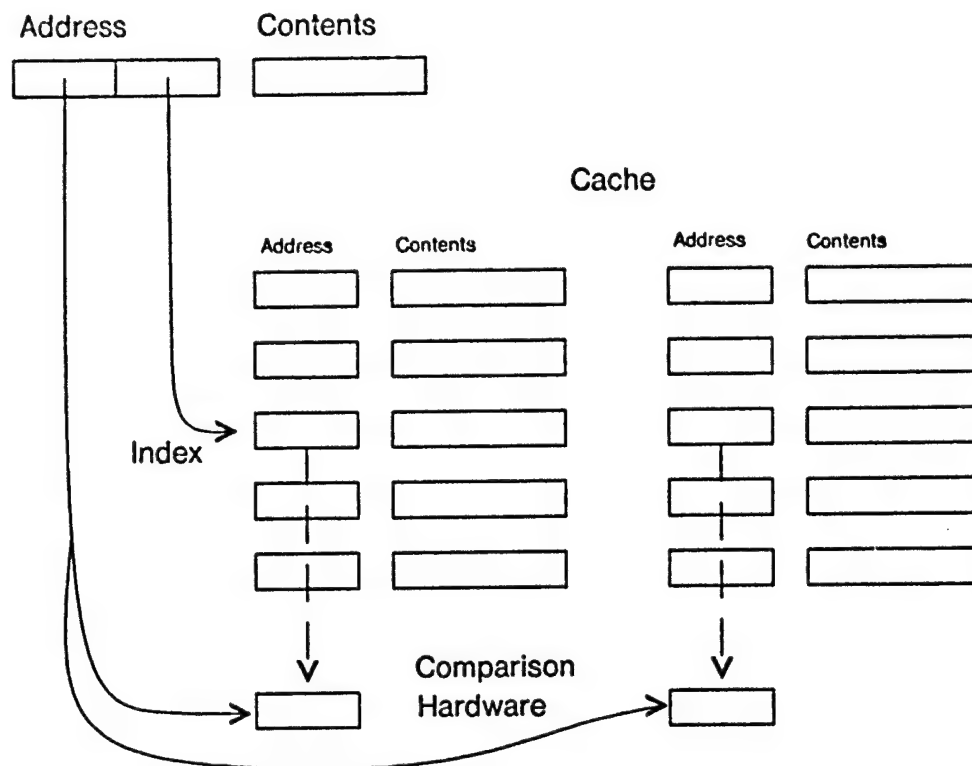 Address Contents
Cache
Address Contents Address Contents
Index
Comparison
Hardware